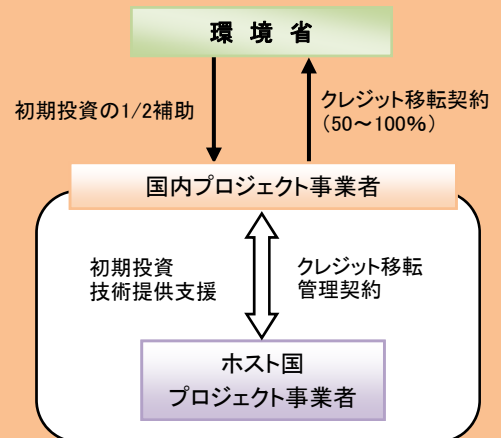 環 境 省
初期投資の1/2補助
クレジット移転契約
（50～100%）
国内プロジェクト事業者
初期投資
技術提供支援
クレジット移転
管理契約
ホスト国
プロジェクト事業者